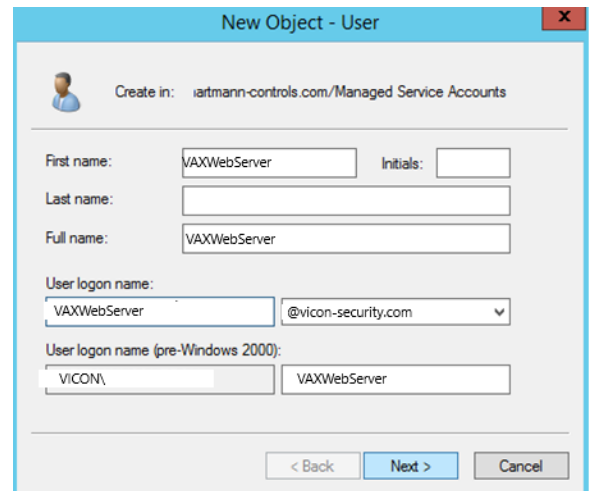 New Object - User
x
Create in: artmann-controls.com/Managed Service Accounts
First name: VAXWebServer Initials:
Last name:
Full name: VAXWebServer
User logon name:
VAXWebServer @vicon-security.com
User logon name (pre-Windows 2000):
VICON\ VAXWebServer
< Back Next > Cancel